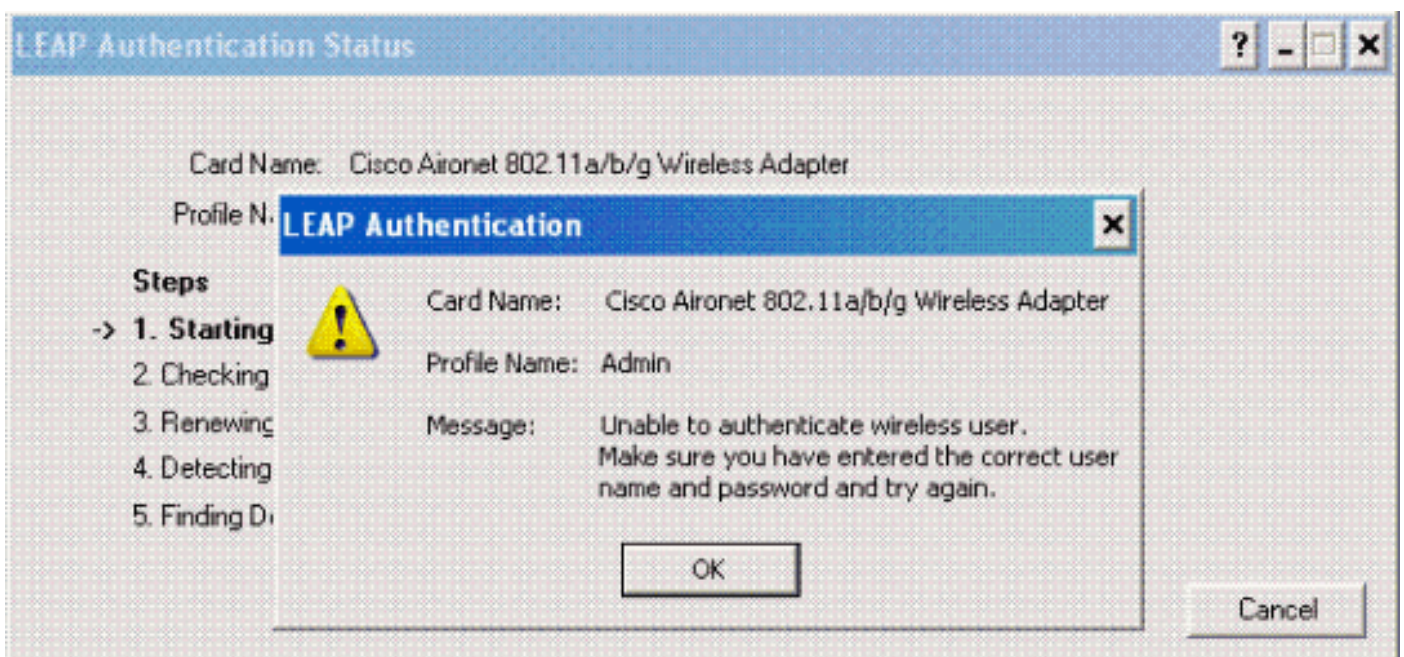 LEAP Authentication Status
Card Name: Cisco Aironet 802.11a/b/g Wireless Adapter
Profile N
LEAP Authentication
Steps
-> 1. Starting
2. Checking
3. Renewing
4. Detecting
5. Finding
Card Name: Cisco Aironet 802.11a/b/g Wireless Adapter
Profile Name: Admin
Message: Unable to authenticate wireless user.
Make sure you have entered the correct user
name and password and try again.
OK
Cancel